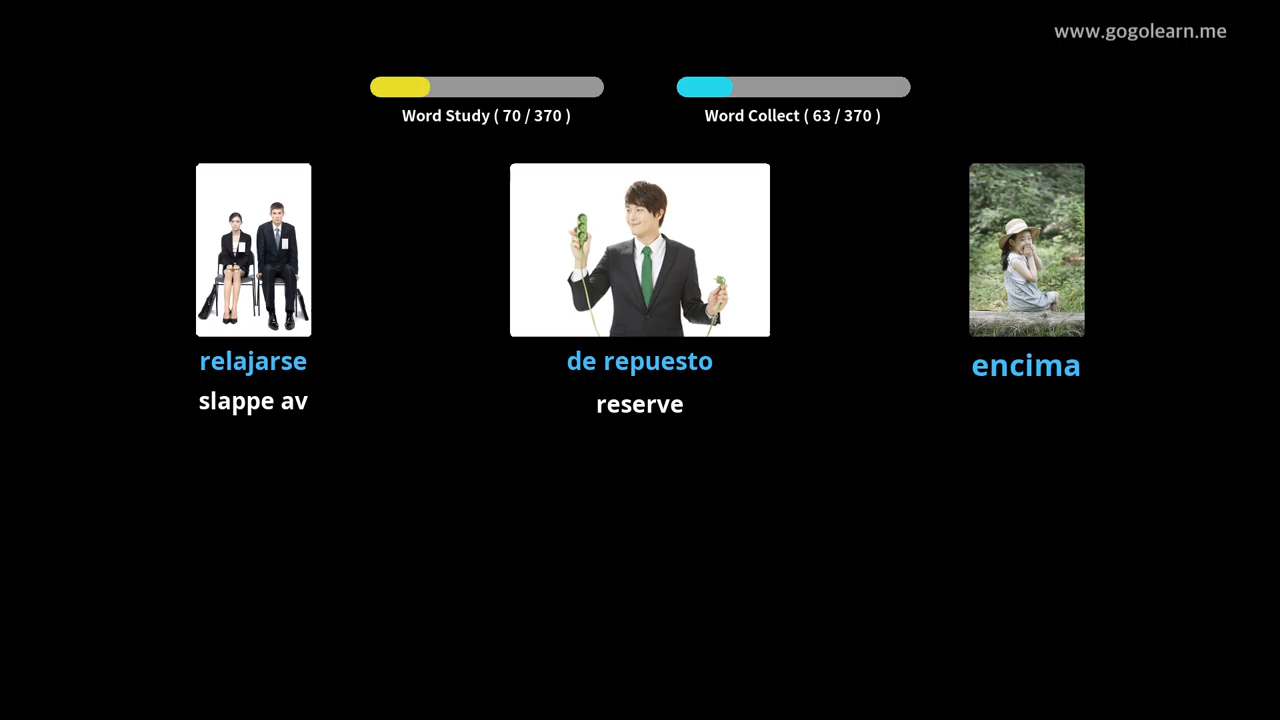 www.gogolearn.me
Word Study ( 70 / 370 )
Word Collect ( 63 / 370 )
relajarse
slappe av
de repuesto
reserve
encima